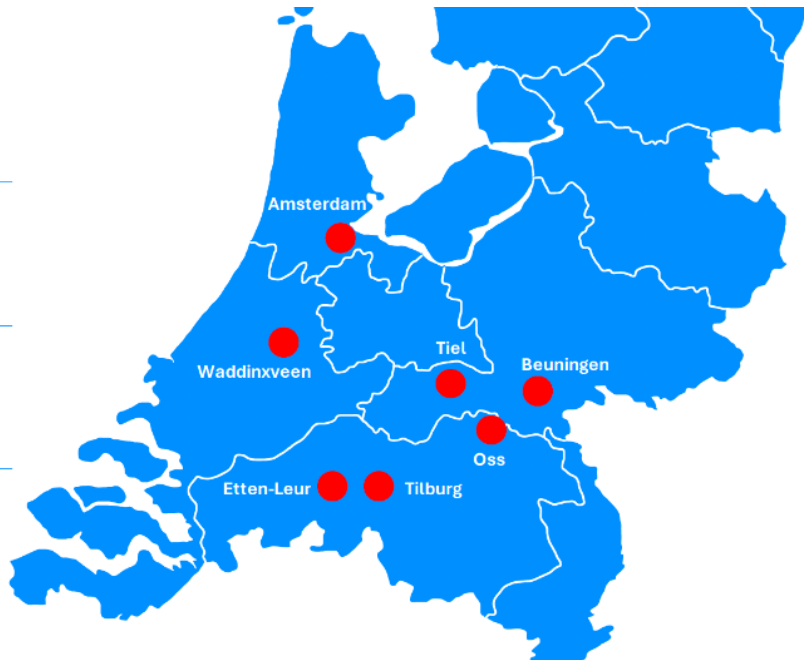 Amsterdam
Waddinxveen
Tiel
Beuningen
Oss
Etten-Leur
Tilburg